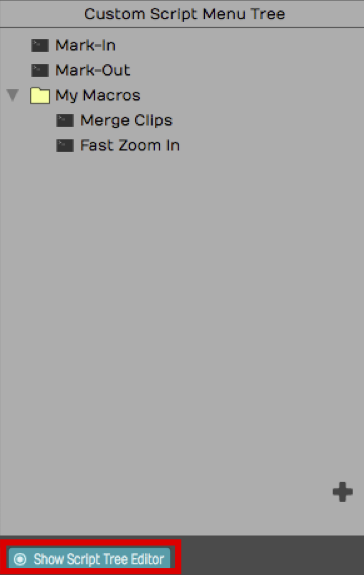 Custom Script Menu Tree
Mark-In
Mark-Out
My Macros
Merge Clips
Fast Zoom In
Show Script Tree Editor